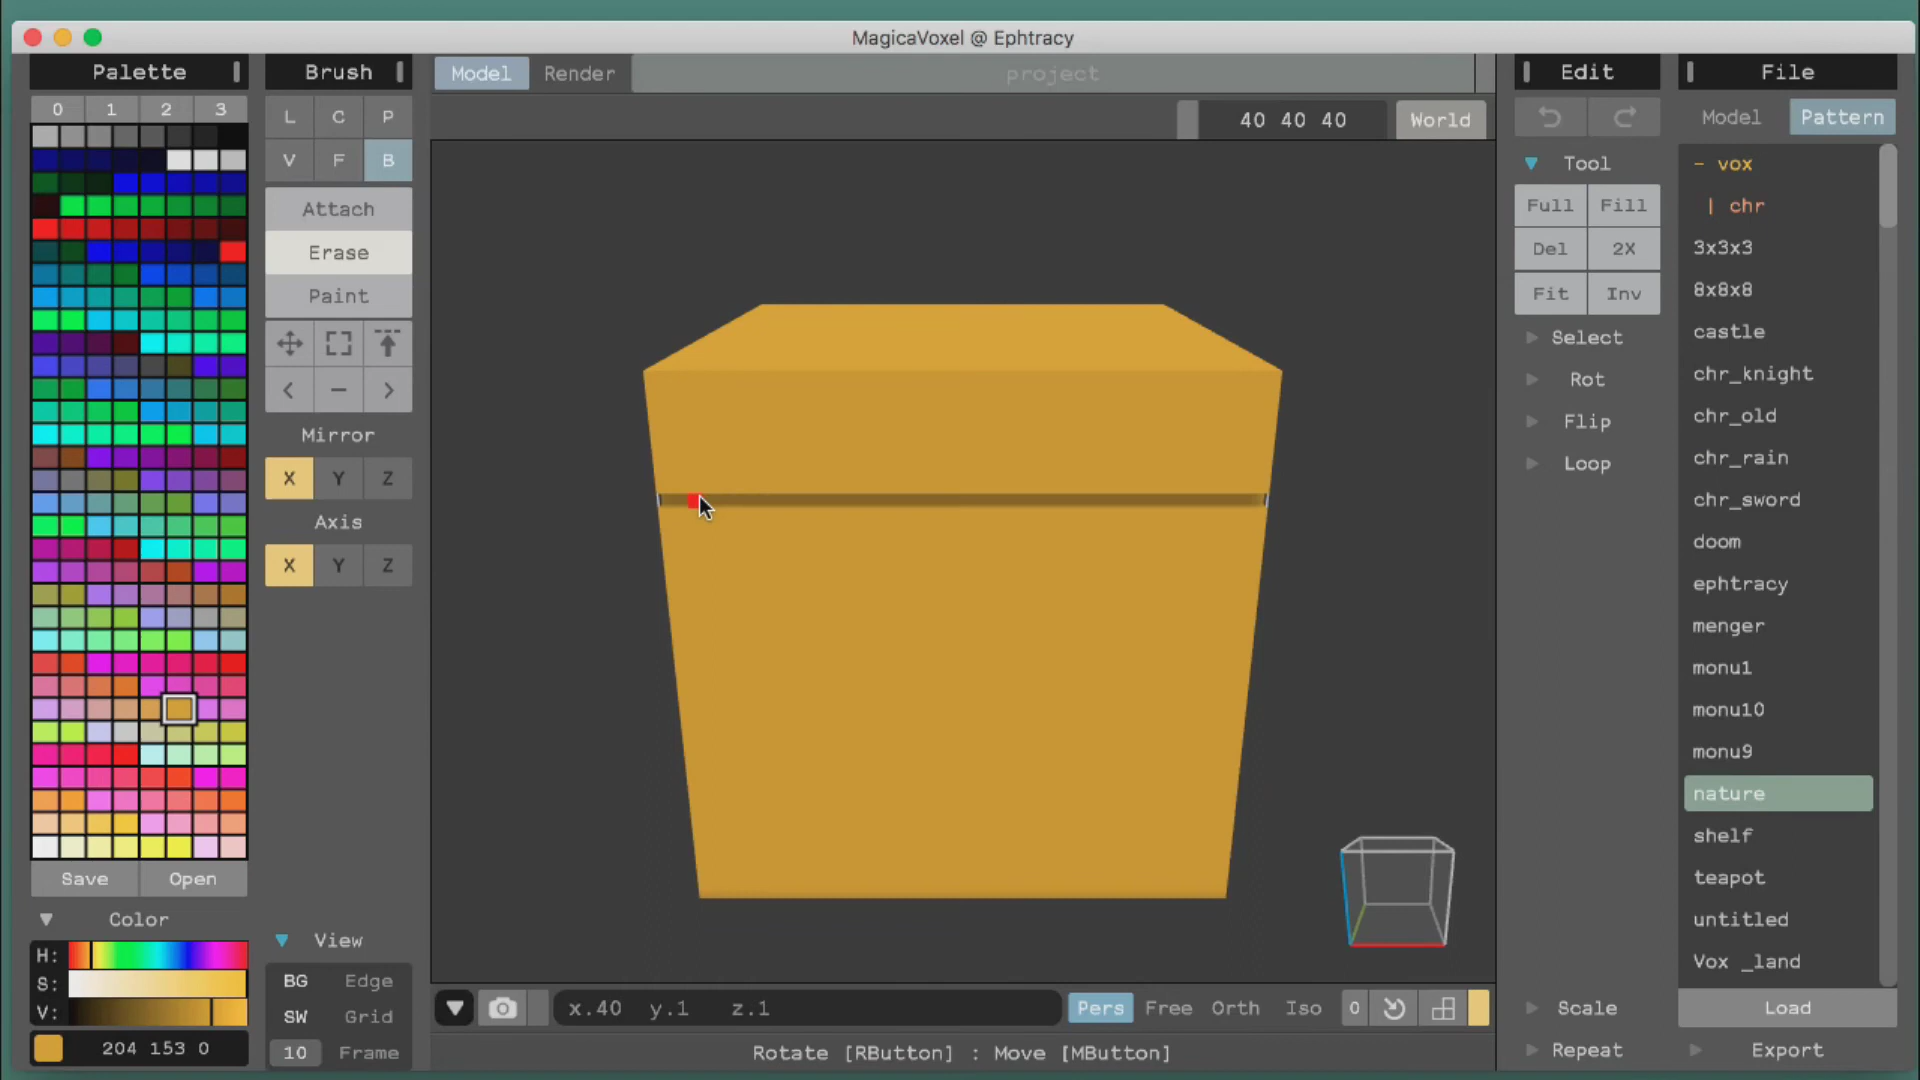 MagicaVoxel @ Ephtracy
Palette
Brush
Model Render
project
Edit
File
0 1 2 3
L C P
V F B
40 40 40
World
Model Pattern
Attach
Erase
Paint
Tool
Full Fill
Del 2X
Fit Inv
Select
Rot
Flip
Loop
- vox
| chr
3x3x3
8x8x8
castle
chr_knight
chr_old
chr_rain
chr_sword
doom
ephtracy
menger
monu1
monu10
monu9
nature
shelf
teapot
untitled
Vox _land
Mirror
X Y Z
Axis
X Y Z
Save Open
Color
H:
S:
V:
204 153 0
View
BG Edge
SW Grid
10 Frame
x.40 y.1 z.1
Pers Free Orth Iso 0
Rotate [RButton] : Move [MButton]
Scale
Repeat
Load
Export